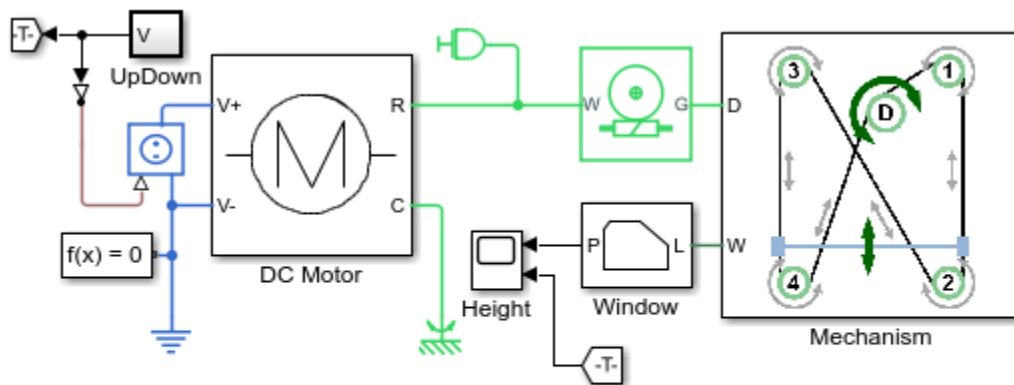 -T-
V
UpDown
V+
V-
f(x) = 0
DC Motor
R
C
W
G
D
W
3
1
D
4
2
Mechanism
P
L
Window
Height
-T-